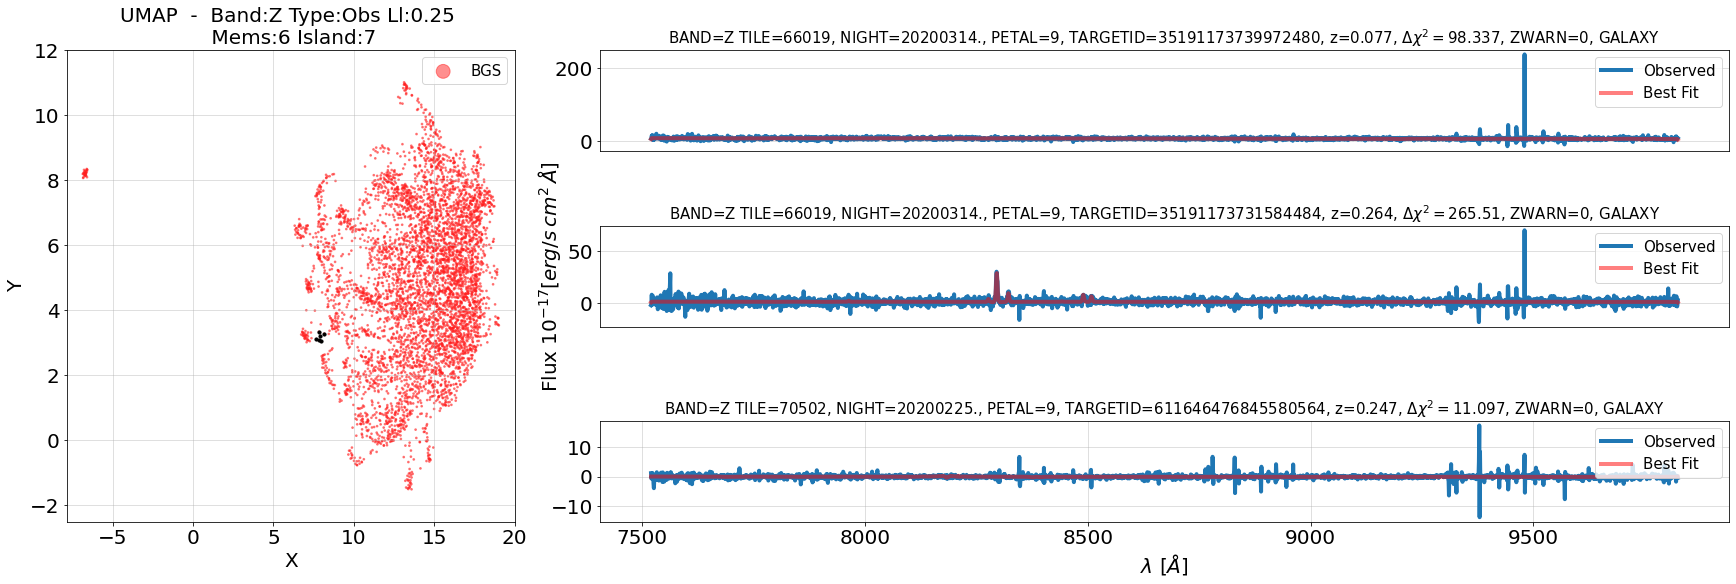 UMAP  -  Band:Z Type:Obs Ll:0.25
Mems:6 Island:7
12
10
8
6
4
2
0
−2
Y
−5
0
5
10
15
20
X
BGS
Flux 10^{-17}[erg/s cm^2 Å]
BAND=Z TILE=66019, NIGHT=20200314., PETAL=9, TARGETID=35191173739972480, z=0.077, Δχ² = 98.337, ZWARN=0, GALAXY
200
0
Observed
Best Fit
BAND=Z TILE=66019, NIGHT=20200314., PETAL=9, TARGETID=35191173731584484, z=0.264, Δχ² = 265.51, ZWARN=0, GALAXY
50
0
Observed
Best Fit
BAND=Z TILE=70502, NIGHT=20200225., PETAL=9, TARGETID=611646476845580564, z=0.247, Δχ² = 11.097, ZWARN=0, GALAXY
10
0
−10
Observed
Best Fit
7500
8000
8500
9000
9500
λ [Å]